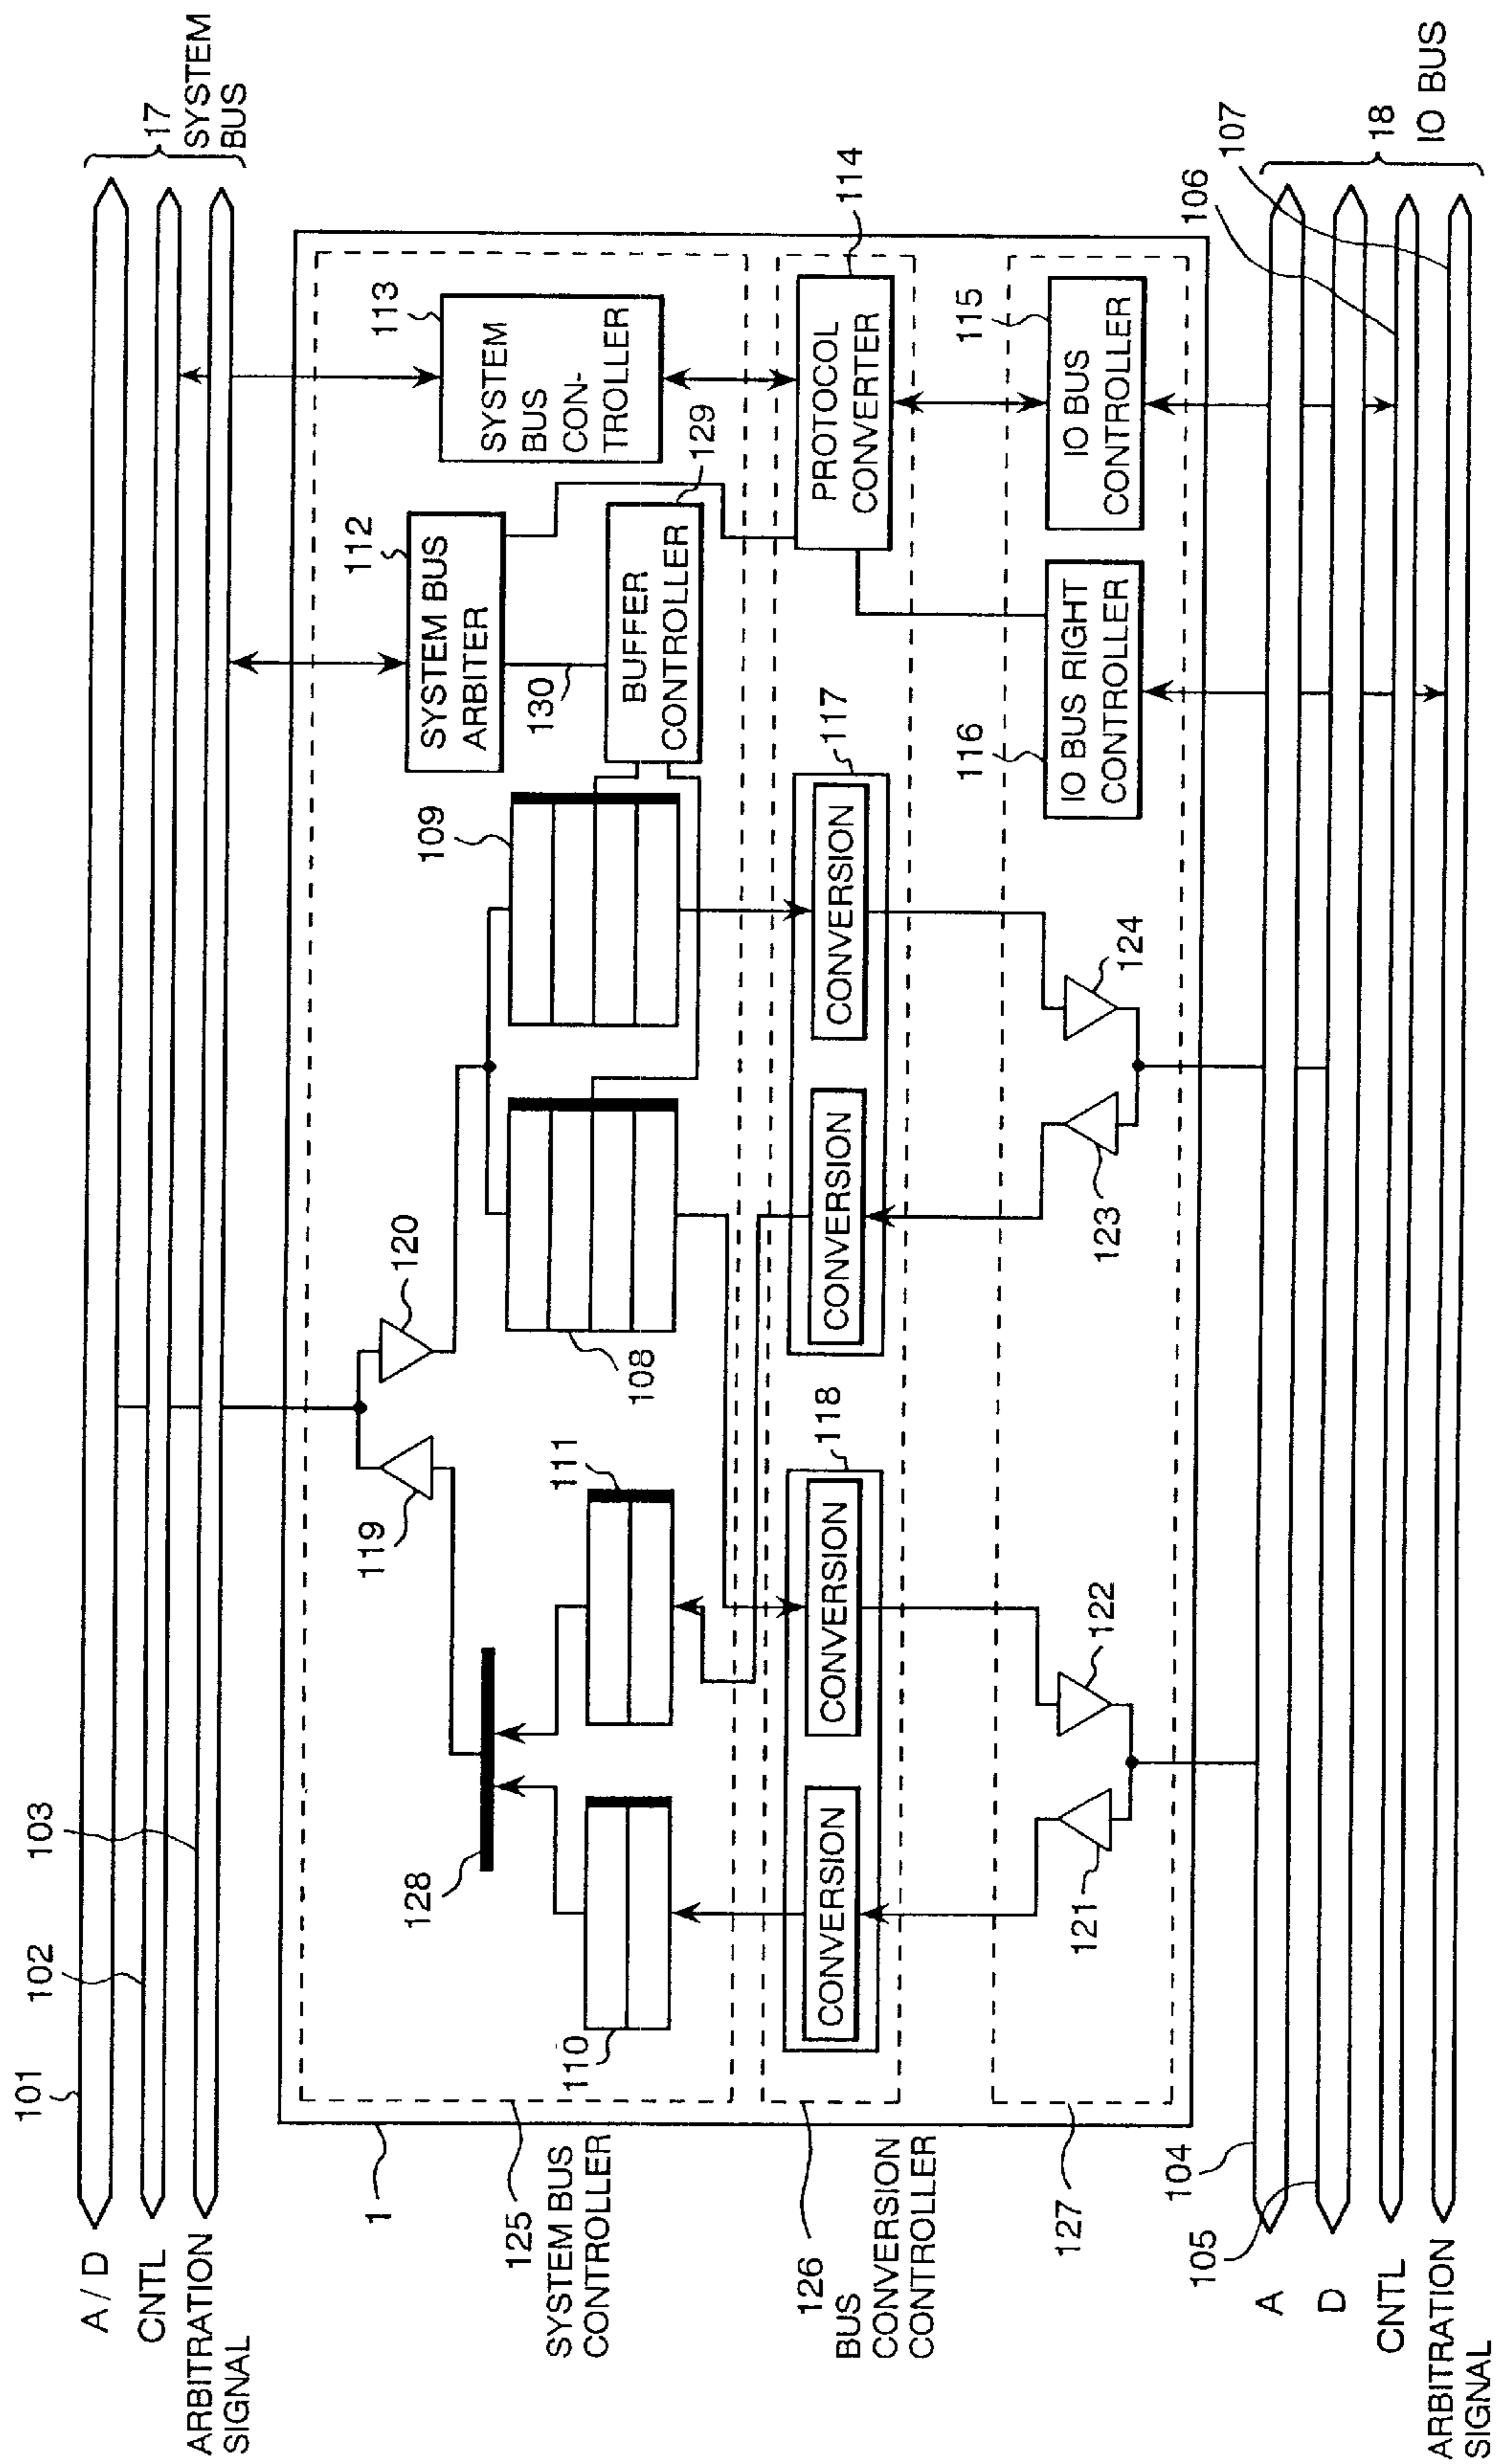 101
102
103
A / D
CNTL
ARBITRATION
SIGNAL
17
SYSTEM
BUS
1
125
SYSTEM BUS
CONTROLLER
126
BUS
CONVERSION
CONTROLLER
127
128
119
120
110
111
108
109
112
SYSTEM BUS
ARBITER
130
BUFFER
CONTROLLER
129
113
SYSTEM
BUS
CON-
TROLLER
118
CONVERSION
CONVERSION
117
CONVERSION
CONVERSION
114
PROTOCOL
CONVERTER
121
122
123
124
116
IO BUS RIGHT
CONTROLLER
115
IO BUS
CONTROLLER
104
105
106
107
A
D
CNTL
ARBITRATION
SIGNAL
18
IO BUS